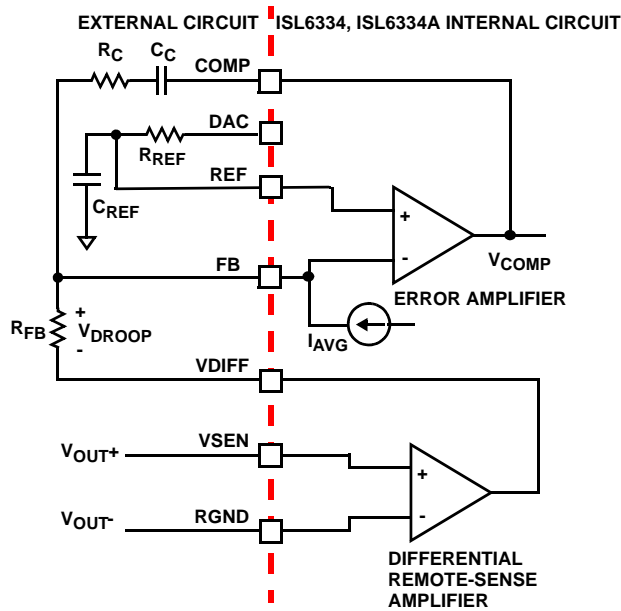 EXTERNAL CIRCUIT
ISL6334, ISL6334A INTERNAL CIRCUIT
RC
CC
COMP
DAC
RREF
REF
CREF
+
-
VCOMP
FB
ERROR AMPLIFIER
IAVG
RFB
+
VDROOP
-
VDIFF
VOUT+
VSEN
+
VOUT-
RGND
-
DIFFERENTIAL
REMOTE-SENSE
AMPLIFIER